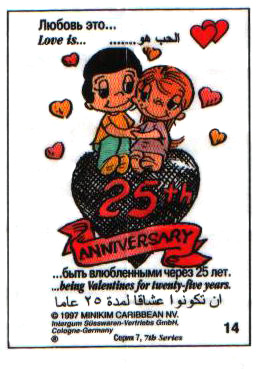 Любовь это...
Love is...
الحب هو.......
25th
ANNIVERSARY
...быть влюбленными через 25 лет.
...being Valentines for twenty-five years.
ان تكونوا عشاقا لمدة ٢٥ عاما
© 1997 MINIKIM CARIBBEAN NV.
Intergum Süsswaren-Vertriebs GmbH,
Cologne-Germany
14
® Серия 7, 7th Series